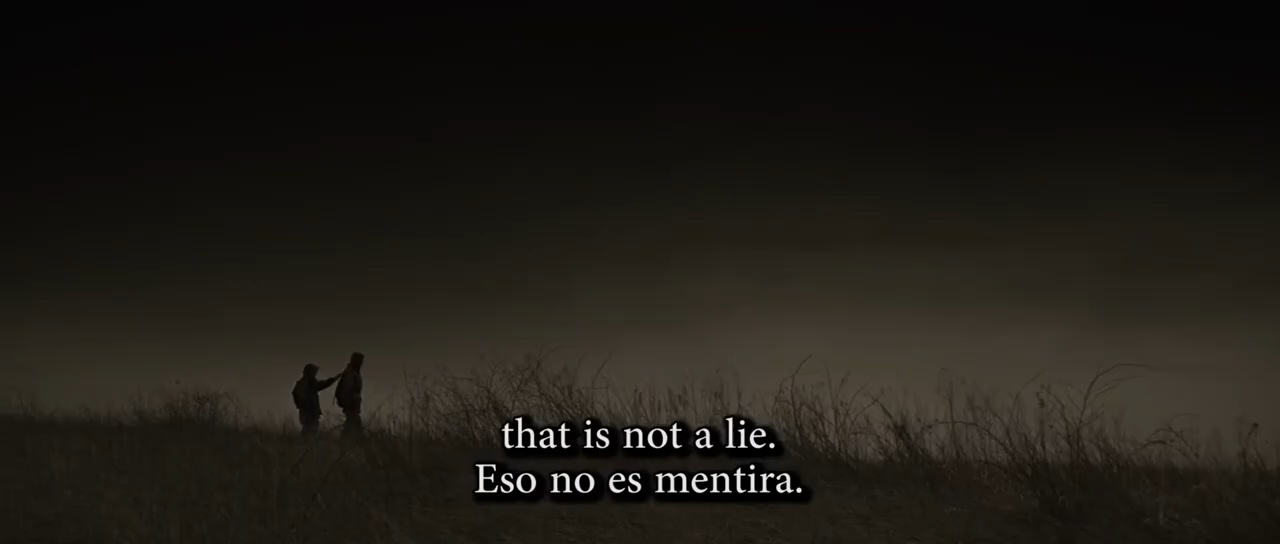 that is not a lie.
Eso no es mentira.